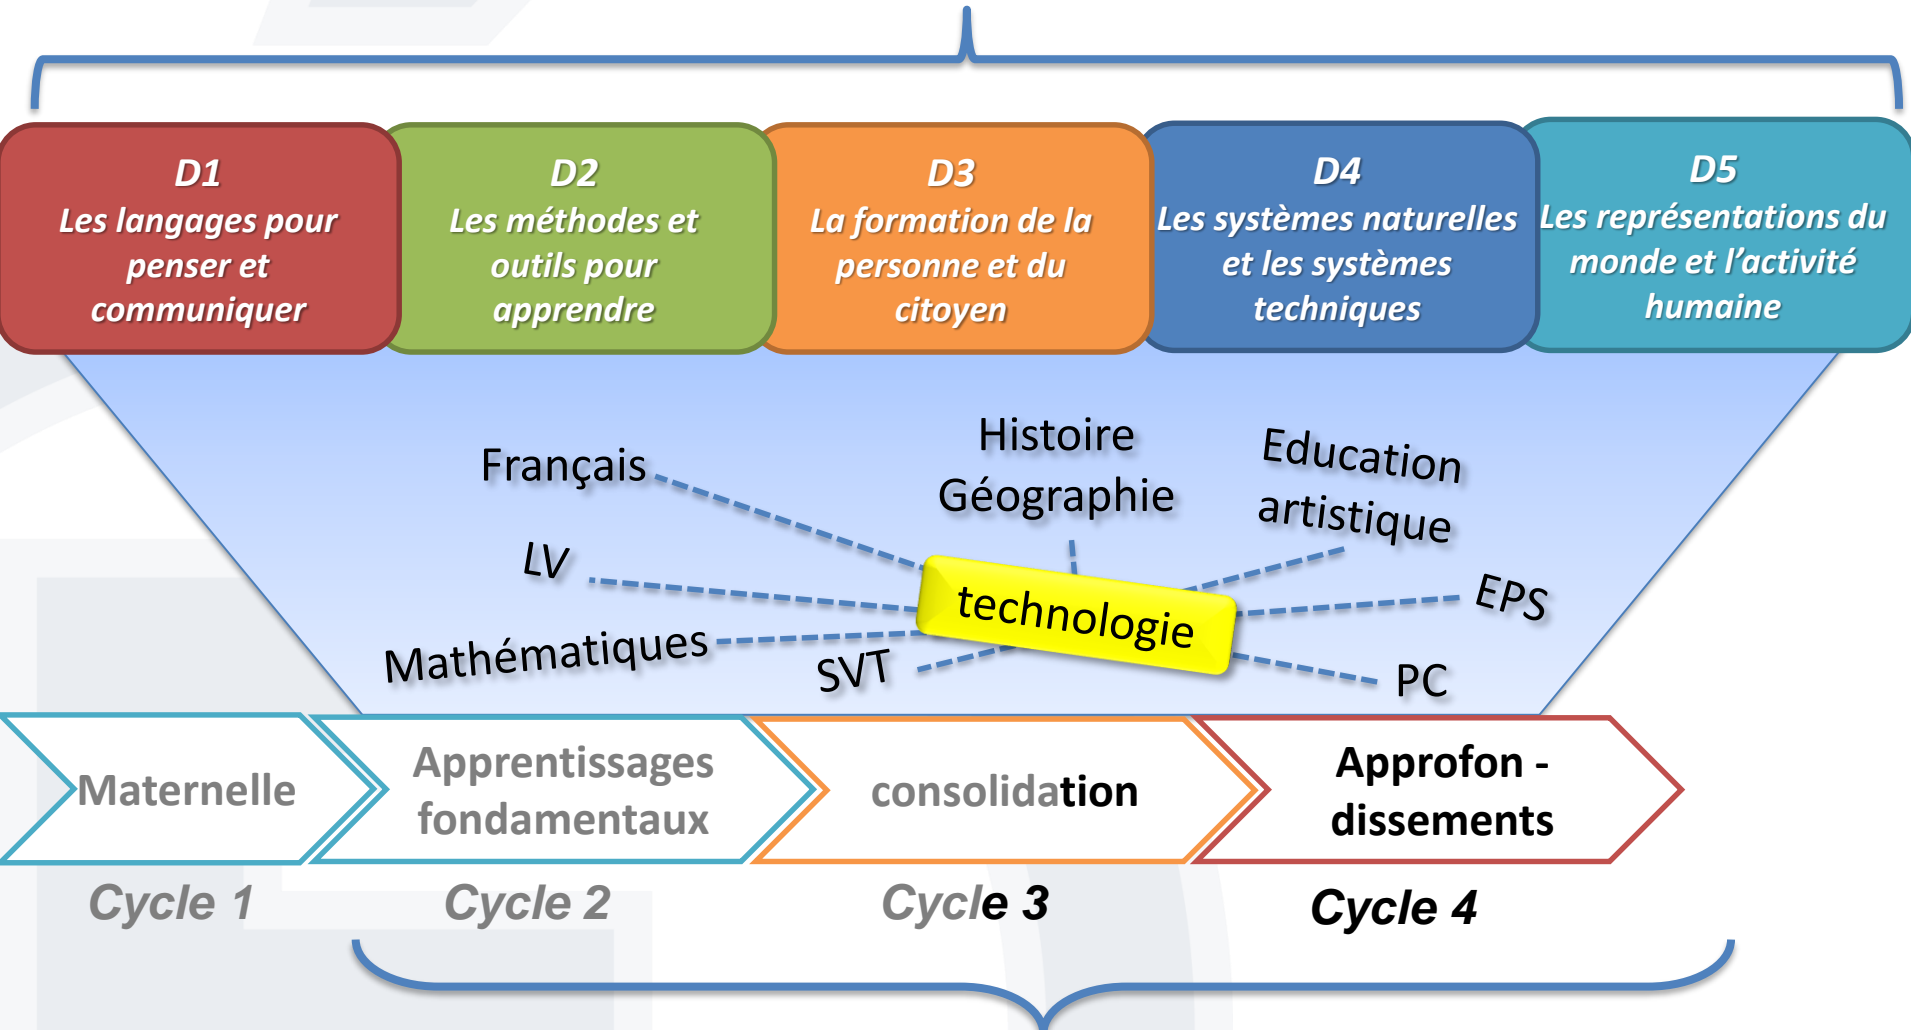 D1
Les langages pour
penser et
communiquer
D2
Les méthodes et
outils pour
apprendre
D3
La formation de la
personne et du
citoyen
D4
Les systèmes naturelles
et les systèmes
techniques
D5
Les représentations du
monde et l’activité
humaine
Français
Histoire
Géographie
Education
artistique
LV
technologie
EPS
Mathématiques
SVT
PC
Maternelle
Apprentissages
fondamentaux
consolidation
Approfon -
dissements
Cycle 1
Cycle 2
Cycle 3
Cycle 4